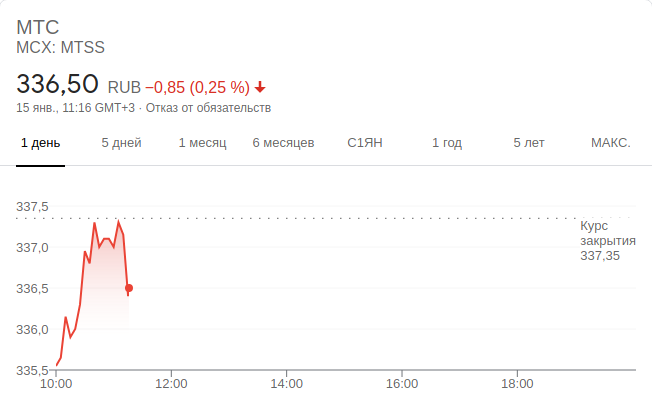 МТС
MCX: MTSS
336,50 RUB −0,85 (0,25 %)
15 янв., 11:16 GMT+3 · Отказ от обязательств
1 день 5 дней 1 месяц 6 месяцев С1ЯН 1 год 5 лет МАКС.
337,5
Курс
закрытия
337,0
337,35
336,5
336,0
335,5
10:00 12:00 14:00 16:00 18:00